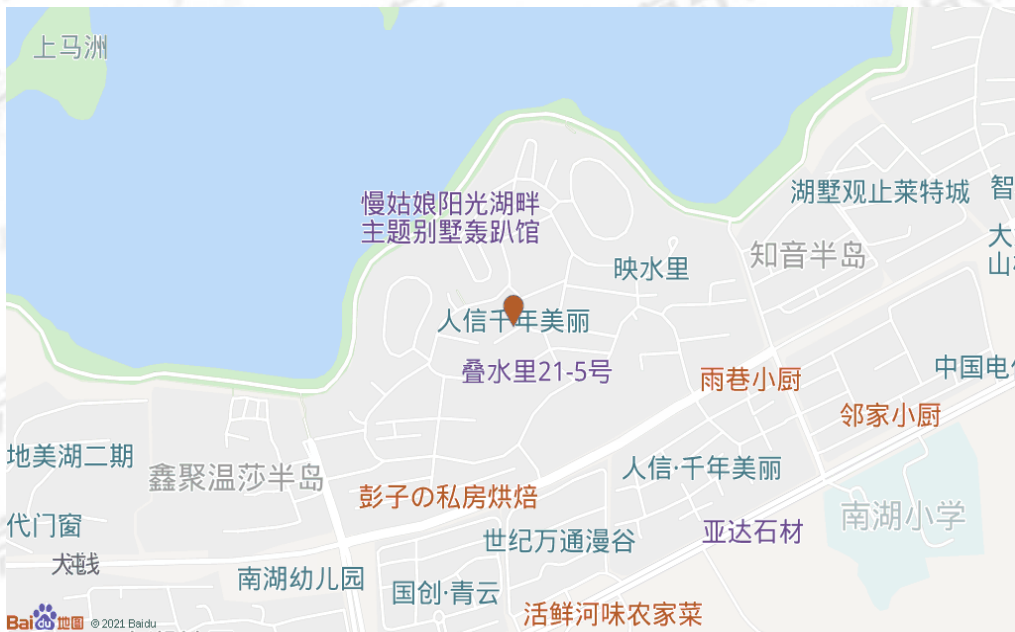 上马洲
慢姑娘阳光湖畔
主题别墅轰趴馆
湖墅观止莱特城
智
大
山
知音半岛
映水里
人信千年美丽
叠水里21-5号
雨巷小厨
中国电信
邻家小厨
地美湖二期
鑫聚温莎半岛
人信·千年美丽
彭子の私房烘焙
南湖小学
代门窗
亚达石材
世纪万通漫谷
南湖幼儿园
国创·青云
活鲜河味农家菜
Bai du 地图 © 2021 Baidu